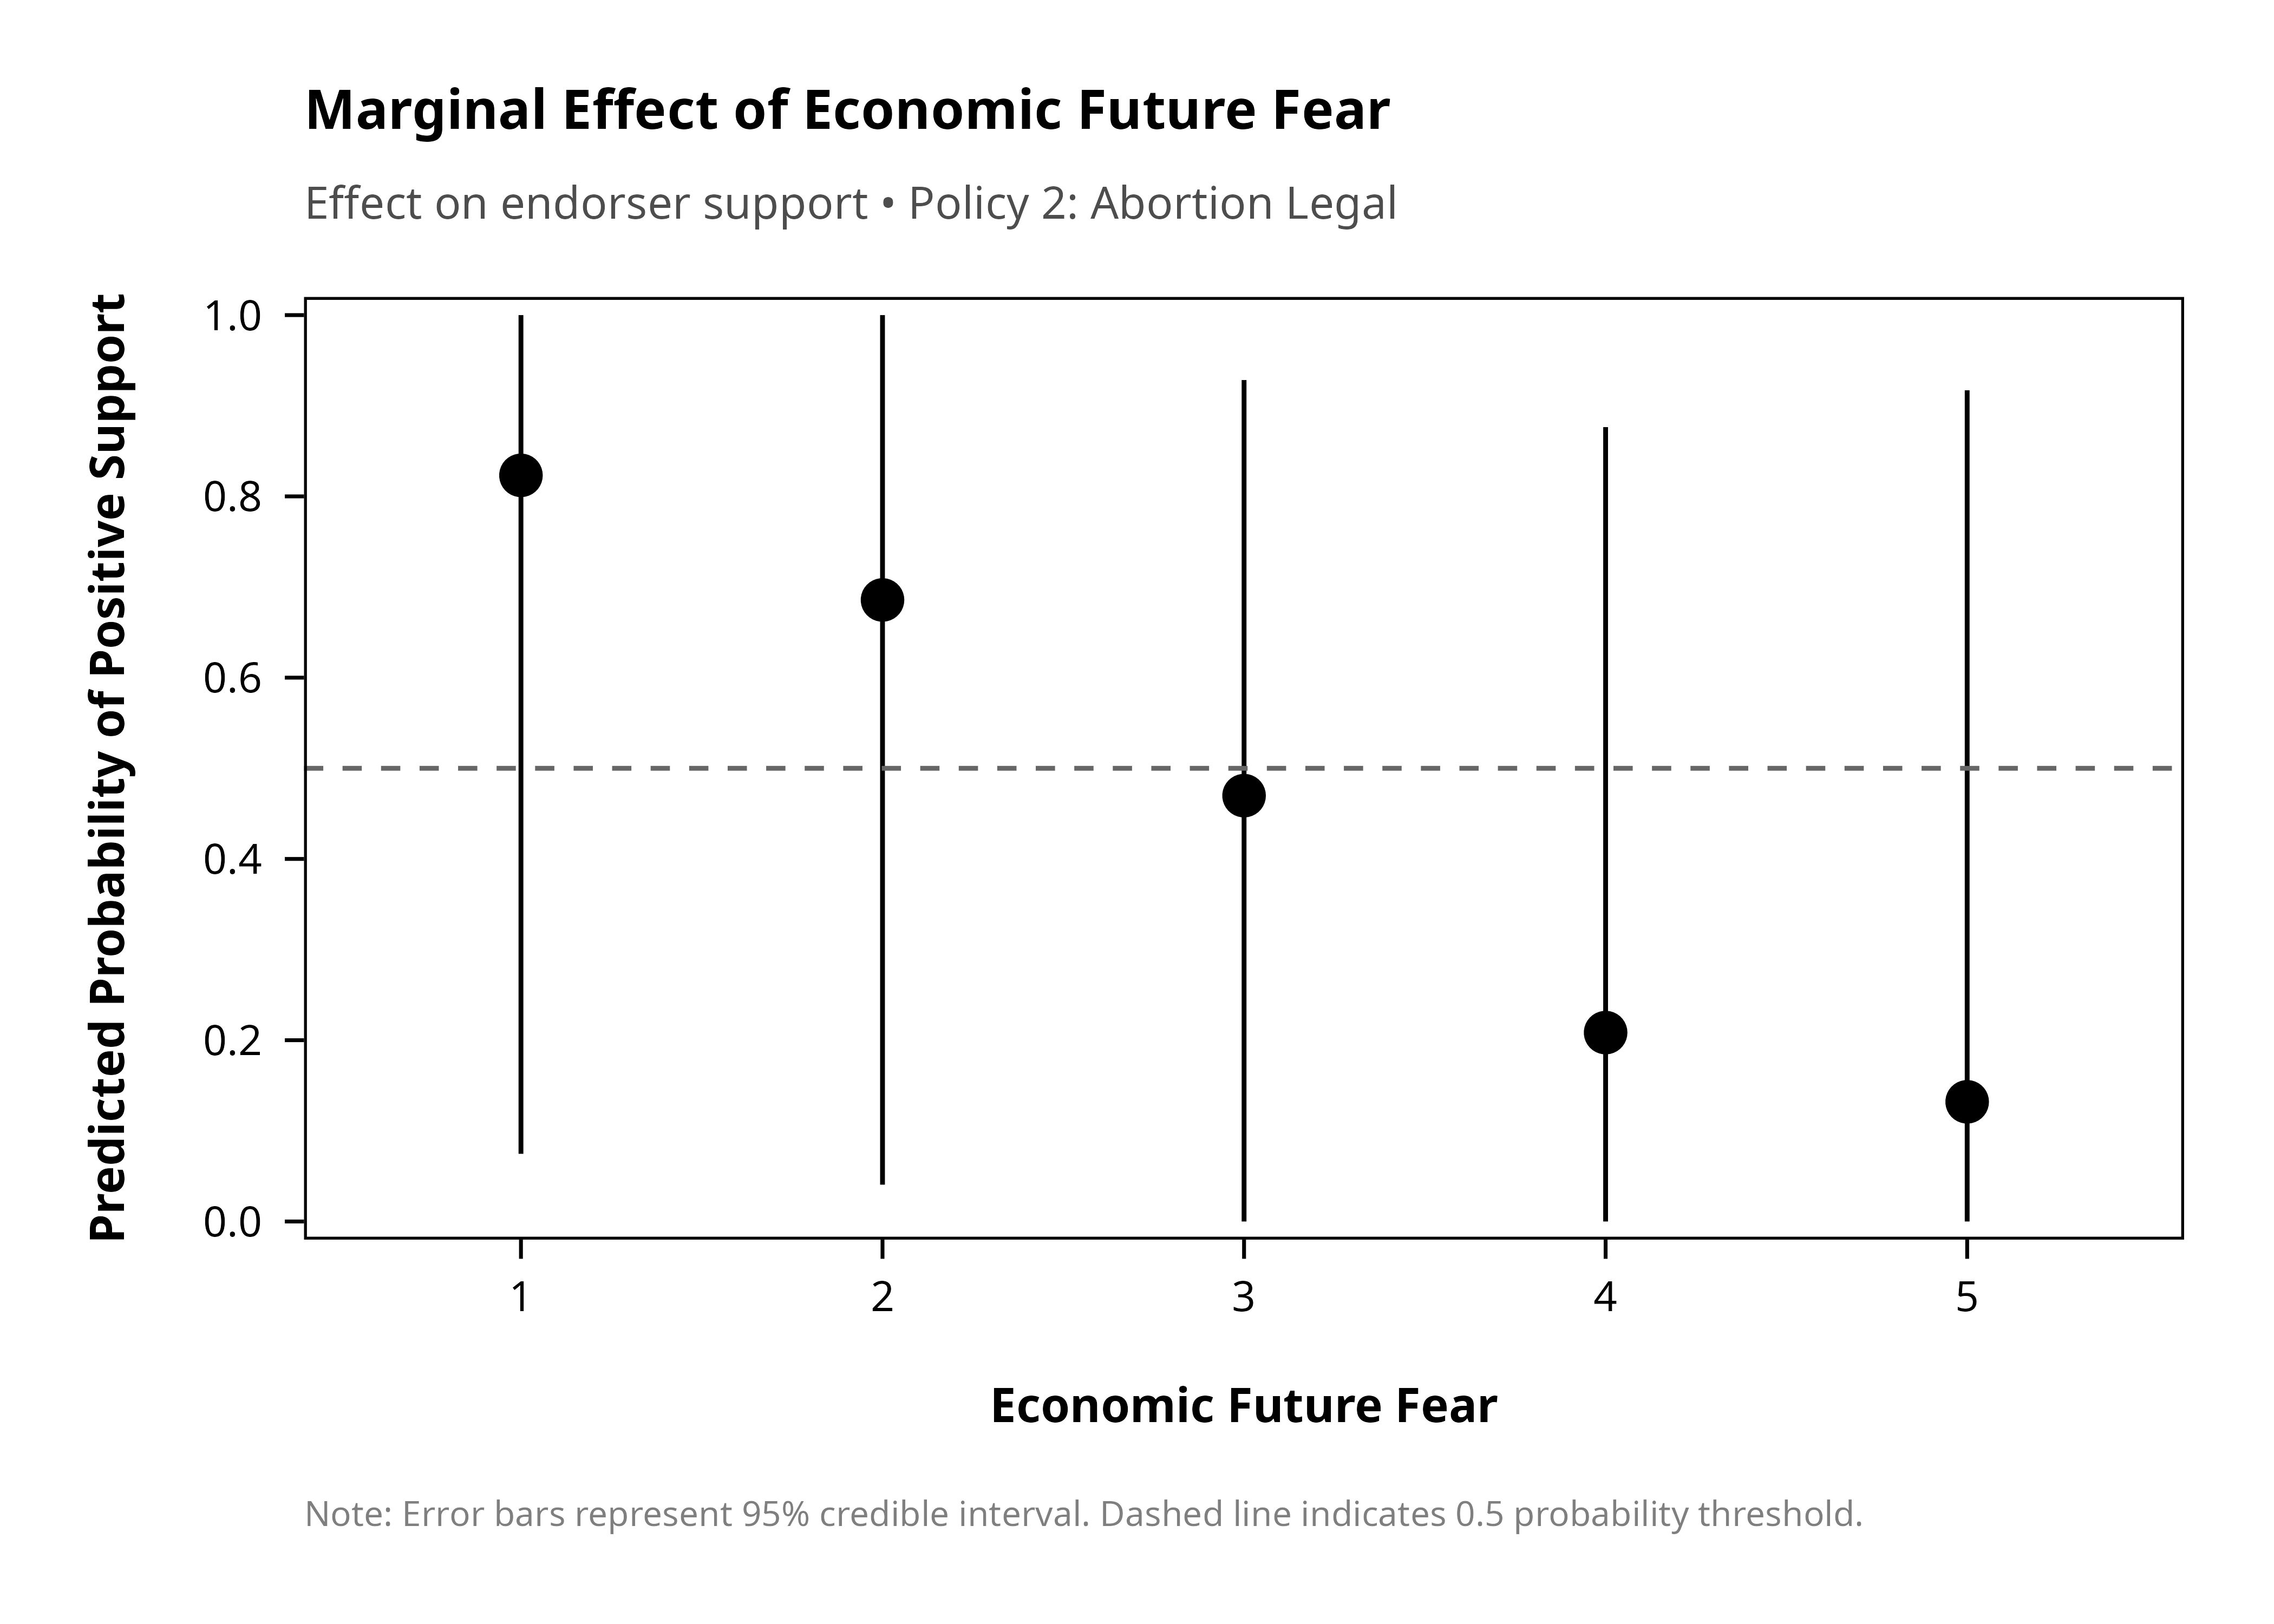 Marginal Effect of Economic Future Fear
Effect on endorser support • Policy 2: Abortion Legal
Predicted Probability of Positive Support
1.0
0.8
0.6
0.4
0.2
0.0
1 2 3 4 5
Economic Future Fear
Note: Error bars represent 95% credible interval. Dashed line indicates 0.5 probability threshold.